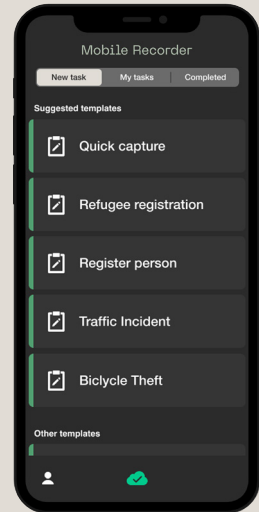 Mobile Recorder
New task My tasks Completed
Suggested templates
Quick capture
Refugee registration
Register person
Traffic Incident
Biclycle Theft
Other templates